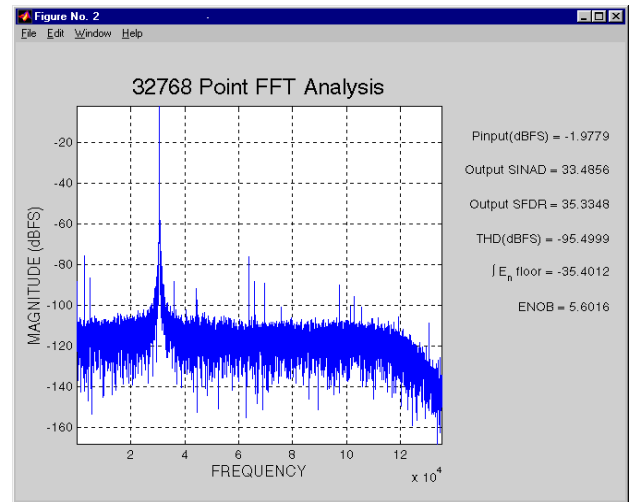 Figure No. 2
File Edit Window Help
32768 Point FFT Analysis
MAGNITUDE (dBFS)
-20
-40
-60
-80
-100
-120
-140
-160
2 4 6 8 10 12
x 10^4
FREQUENCY
Pinput(dBFS) = -1.9779
Output SINAD = 33.4856
Output SFDR = 35.3348
THD(dBFS) = -95.4999
∫ E_n floor = -35.4012
ENOB = 5.6016